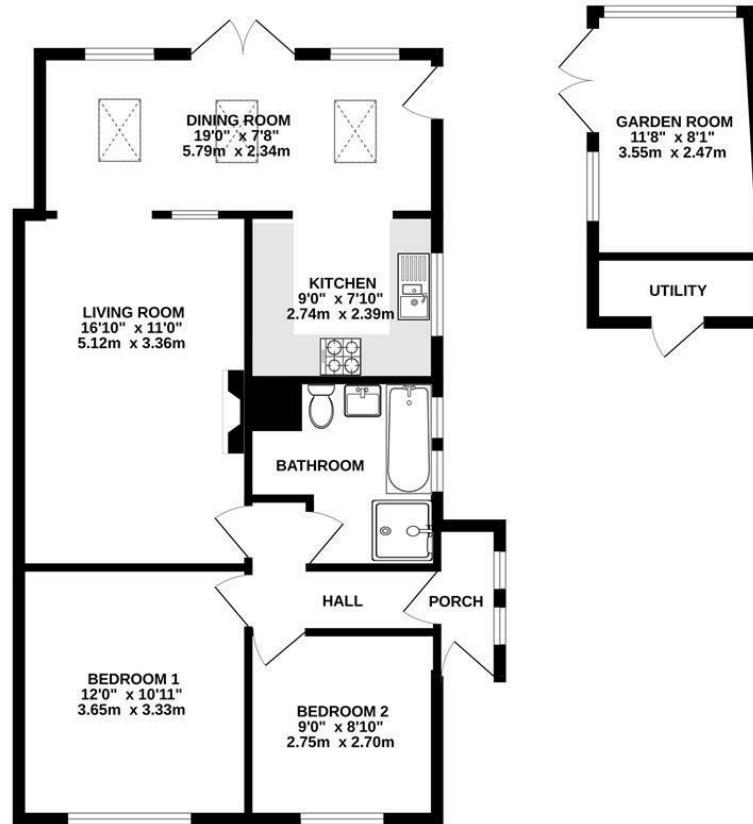 DINING ROOM
19'0" x 7'8"
5.79m x 2.34m
GARDEN ROOM
11'8" x 8'1"
3.55m x 2.47m
KITCHEN
9'0" x 7'10"
2.74m x 2.39m
UTILITY
LIVING ROOM
16'10" x 11'0"
5.12m x 3.36m
BATHROOM
HALL
PORCH
BEDROOM 1
12'0" x 10'11"
3.65m x 3.33m
BEDROOM 2
9'0" x 8'10"
2.75m x 2.70m